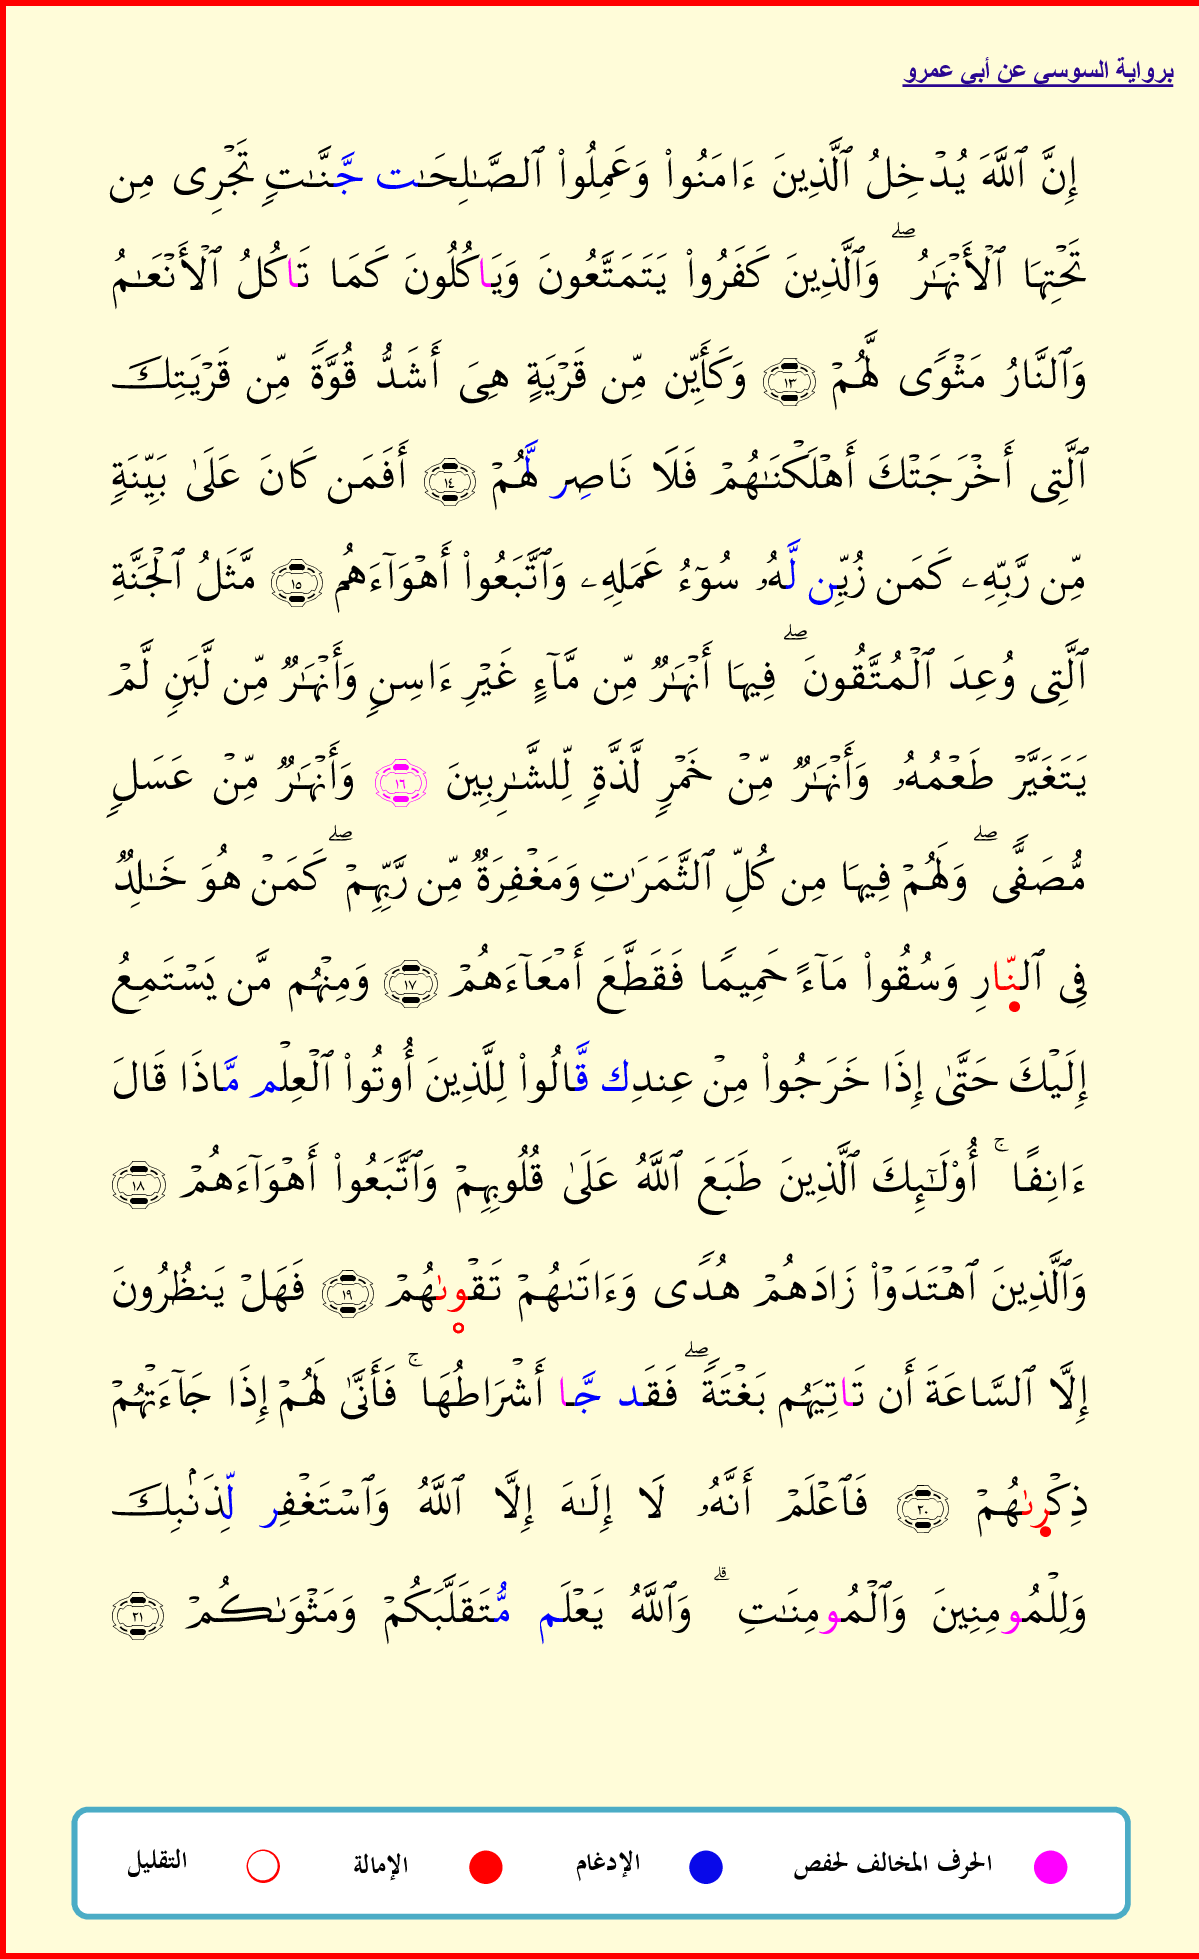 برواية السوسي عن أبي عمرو
إِنَّ ٱللَّهَ يُدْخِلُ ٱلَّذِينَ ءَامَنُواْ وَعَمِلُواْ ٱلصَّٰلِحَٰت جَّنَّٰتٖ تَجْرِي مِن
تَحْتِهَا ٱلْأَنْهَٰرُۖ وَٱلَّذِينَ كَفَرُواْ يَتَمَتَّعُونَ وَيَاكُلُونَ كَمَا تَاكُلُ ٱلْأَنْعَٰمُ
وَٱلنَّارُ مَثْوٗى لَّهُمْ ١٣ وَكَأَيِّن مِّن قَرْيَةٍ هِيَ أَشَدُّ قُوَّةٗ مِّن قَرْيَتِكَ
ٱلَّتِي أَخْرَجَتْكَ أَهْلَكْنَٰهُمْ فَلَا نَاصِر لَّهُمْ ١٤ أَفَمَن كَانَ عَلَىٰ بَيِّنَةٖ
مِّن رَّبِّهِۦ كَمَن زُيِّن لَّهُۥ سُوٓءُ عَمَلِهِۦ وَٱتَّبَعُواْ أَهْوَآءَهُم ١٥ مَّثَلُ ٱلْجَنَّةِ
ٱلَّتِي وُعِدَ ٱلْمُتَّقُونَۖ فِيهَا أَنْهَٰرٞ مِّن مَّآءٍ غَيْرِ ءَاسِنٖ وَأَنْهَٰرٞ مِّن لَّبَنٖ لَّمْ
يَتَغَيَّرْ طَعْمُهُۥ وَأَنْهَٰرٞ مِّنْ خَمْرٖ لَّذَّةٖ لِّلشَّٰرِبِينَ ١٦ وَأَنْهَٰرٞ مِّنْ عَسَلٖ
مُّصَفّٗىۖ وَلَهُمْ فِيهَا مِن كُلِّ ٱلثَّمَرَٰتِ وَمَغْفِرَةٞ مِّن رَّبِّهِمْۖ كَمَنْ هُوَ خَٰلِدٞ
فِي ٱلنّارِ وَسُقُواْ مَآءً حَمِيمٗا فَقَطَّعَ أَمْعَآءَهُمْ ١٧ وَمِنْهُم مَّن يَسْتَمِعُ
إِلَيْكَ حَتَّىٰ إِذَا خَرَجُواْ مِنْ عِندِك قَّالُواْ لِلَّذِينَ أُوتُواْ ٱلْعِلْم مَّاذَا قَالَ
ءَانِفًاۚ أُوْلَٰٓئِكَ ٱلَّذِينَ طَبَعَ ٱللَّهُ عَلَىٰ قُلُوبِهِمْ وَٱتَّبَعُواْ أَهْوَآءَهُمْ ١٨
وَٱلَّذِينَ ٱهْتَدَوْاْ زَادَهُمْ هُدٗى وَءَاتَىٰهُمْ تَقْوىٰهُمْ ١٩ فَهَلْ يَنظُرُونَ
إِلَّا ٱلسَّاعَةَ أَن تَاتِيَهُم بَغْتَةٗۖ فَقَد جَّا أَشْرَاطُهَاۚ فَأَنَّىٰ لَهُمْ إِذَا جَآءَتْهُمْ
ذِكْرىٰهُمْ ٢٠ فَٱعْلَمْ أَنَّهُۥ لَا إِلَٰهَ إِلَّا ٱللَّهُ وَٱسْتَغْفِر لِّذَنۢبِكَ
وَلِلْمُومِنِينَ وَٱلْمُومِنَٰتِۗ وَٱللَّهُ يَعْلَم مُّتَقَلَّبَكُمْ وَمَثْوَىٰكُمْ ٢١
الحرف المخالف لحفص الإدغام الإمالة التقليل